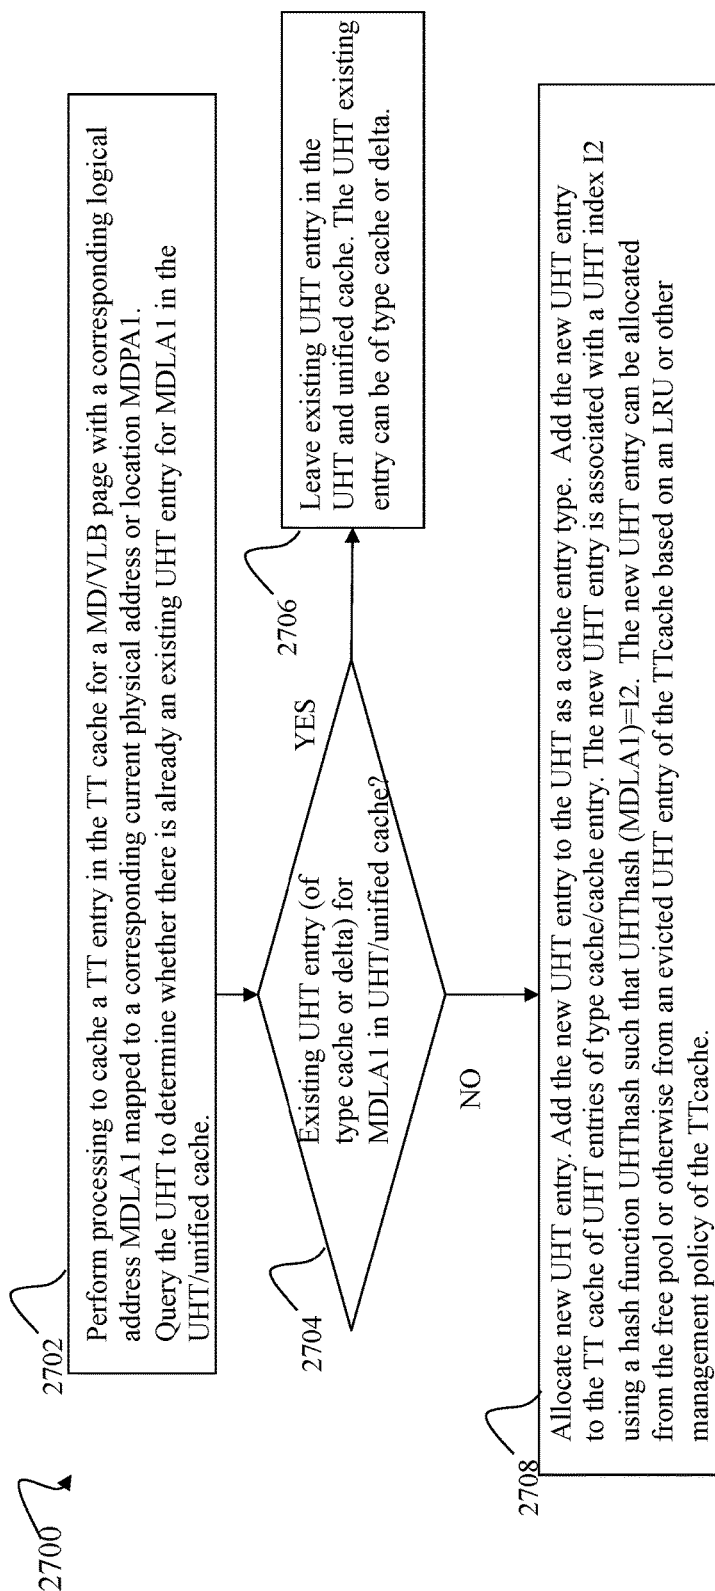 2700
2702
Perform processing to cache a TT entry in the TT cache for a MD/VLB page with a corresponding logical
address MDLA1 mapped to a corresponding current physical address or location MDPA1.
Query the UHT to determine whether there is already an existing UHT entry for MDLA1 in the
UHT/unified cache.
2704
Existing UHT entry (of
type cache or delta) for
MDLA1 in UHT/unified cache?
YES
2706
Leave existing UHT entry in the
UHT and unified cache. The UHT existing
entry can be of type cache or delta.
NO
2708
Allocate new UHT entry. Add the new UHT entry to the UHT as a cache entry type. Add the new UHT entry
to the TT cache of UHT entries of type cache/cache entry. The new UHT entry is associated with a UHT index I2
using a hash function UHThash such that UHThash (MDLA1)=I2. The new UHT entry can be allocated
from the free pool or otherwise from an evicted UHT entry of the TTcache based on an LRU or other
management policy of the TTcache.